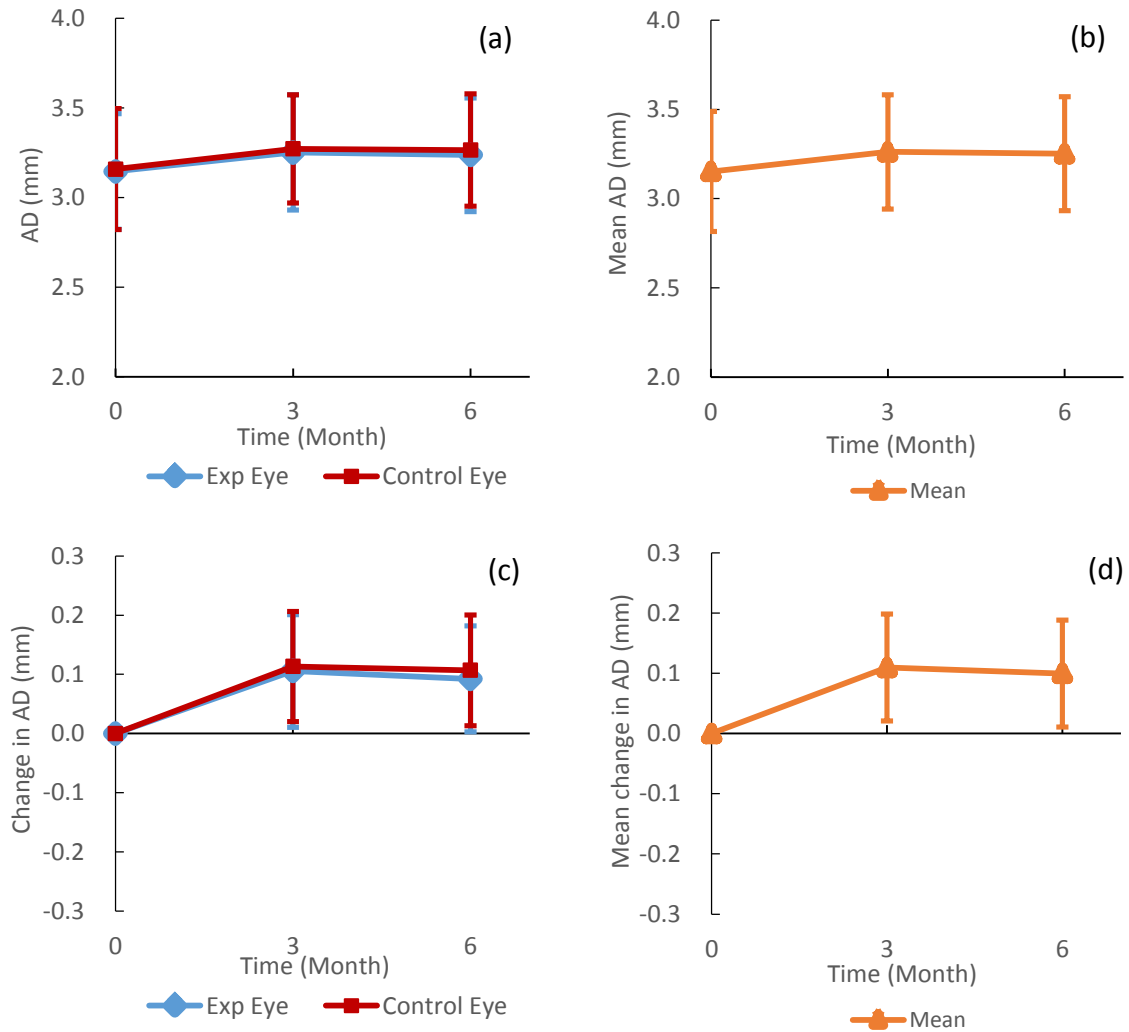 (a)
4.0
3.5
3.0
2.5
2.0
AD (mm)
0 3 6
Time (Month)
Exp Eye Control Eye
(b)
4.0
3.5
3.0
2.5
2.0
Mean AD (mm)
0 3 6
Time (Month)
Mean
(c)
0.3
0.2
0.1
0.0
-0.1
-0.2
-0.3
Change in AD (mm)
0 3 6
Time (Month)
Exp Eye Control Eye
(d)
0.3
0.2
0.1
0.0
-0.1
-0.2
-0.3
Mean change in AD (mm)
0 3 6
Time (Month)
Mean